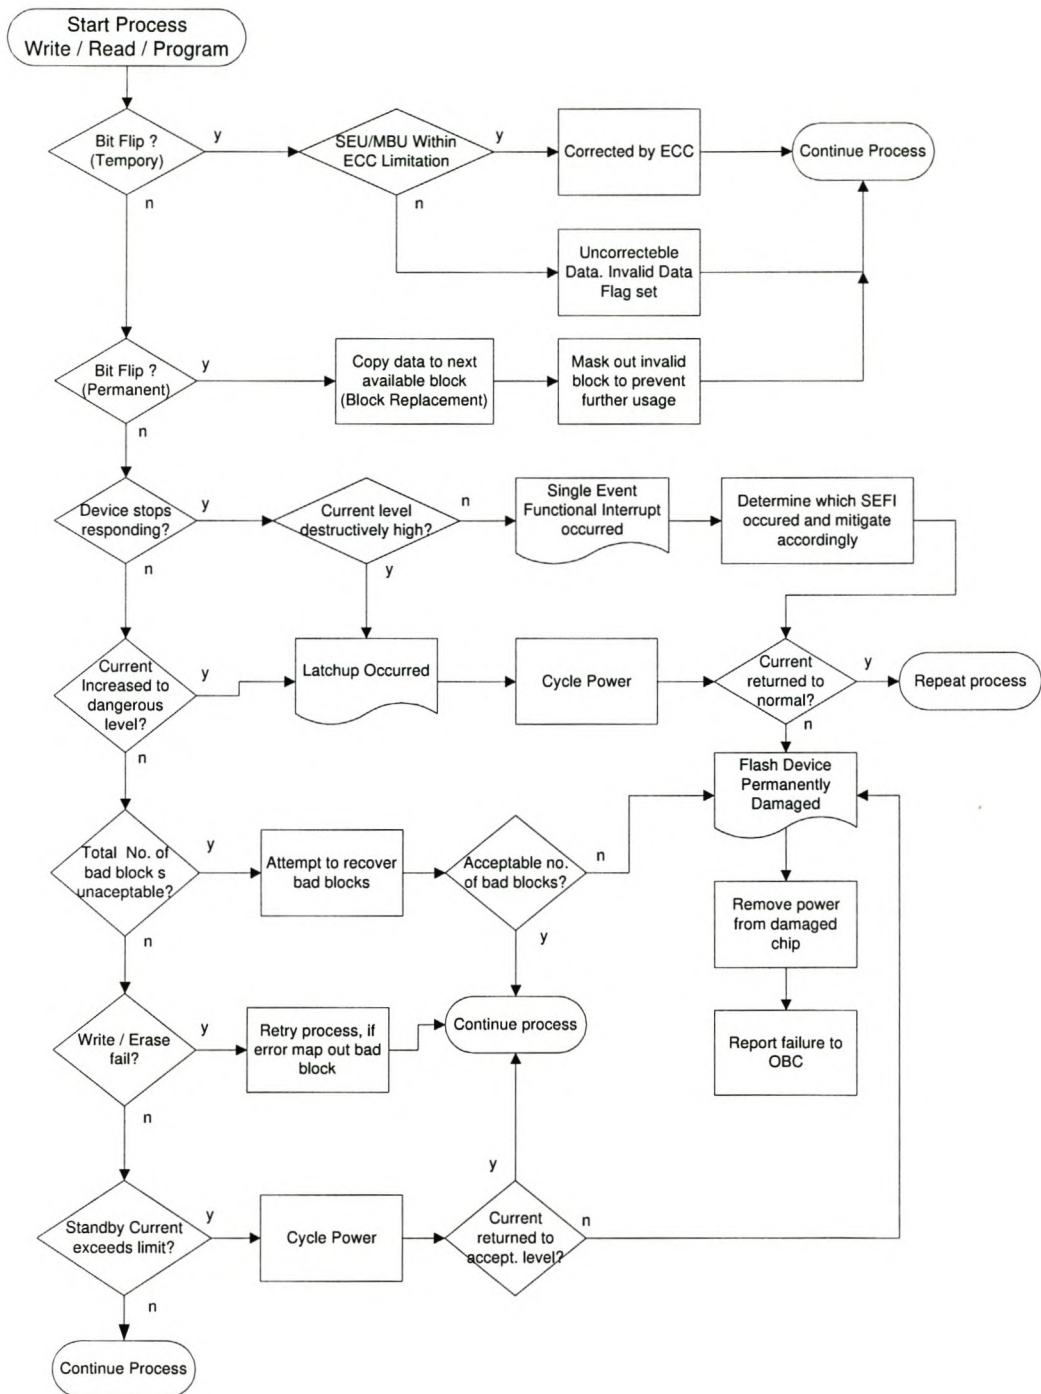 Start Process
Write / Read / Program
Bit Flip ?
(Tempory)
y
n
SEU/MBU Within
ECC Limitation
y
n
Corrected by ECC
Continue Process
Uncorrecteble
Data. Invalid Data
Flag set
Bit Flip ?
(Permanent)
y
n
Copy data to next
available block
(Block Replacement)
Mask out invalid
block to prevent
further usage
Device stops
responding?
y
n
Current level
destructively high?
n
y
Single Event
Functional Interrupt
occurred
Determine which SEFI
occured and mitigate
accordingly
Current
Increased to
dangerous
level?
y
n
Latchup Occurred
Cycle Power
Current
returned to
normal?
y
n
Repeat process
Flash Device
Permanently
Damaged
Total No. of
bad block s
unaceptable?
y
n
Attempt to recover
bad blocks
Acceptable no.
of bad blocks?
n
y
Remove power
from damaged
chip
Write / Erase
fail?
y
n
Retry process, if
error map out bad
block
Continue process
Report failure to
OBC
Standby Current
exceeds limit?
y
n
Cycle Power
Current
returned to
accept. level?
y
n
Continue Process